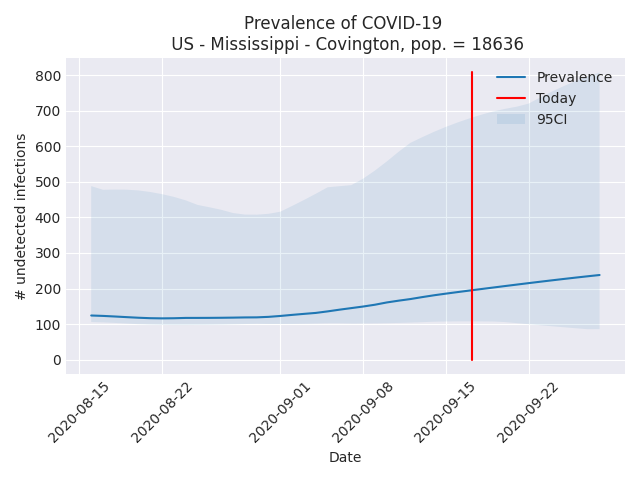 Prevalence of COVID-19
US - Mississippi - Covington, pop. = 18636
# undetected infections
800
700
600
500
400
300
200
100
0
Prevalence
Today
95CI
2020-08-15
2020-08-22
2020-09-01
2020-09-08
2020-09-15
2020-09-22
Date